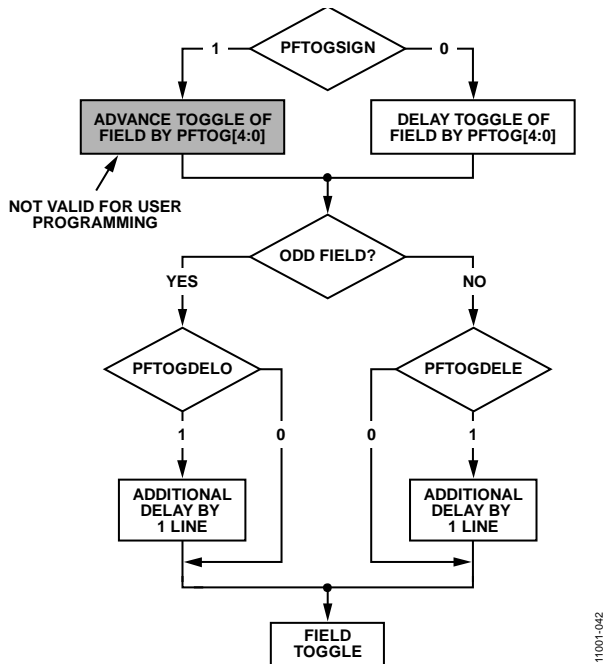 PFTOGSIGN
1
0
ADVANCE TOGGLE OF
FIELD BY PFTOG[4:0]
DELAY TOGGLE OF
FIELD BY PFTOG[4:0]
NOT VALID FOR USER
PROGRAMMING
ODD FIELD?
YES
NO
PFTOGDELO
PFTOGDELE
1
0
0
1
ADDITIONAL
DELAY BY
1 LINE
ADDITIONAL
DELAY BY
1 LINE
FIELD
TOGGLE
11001-042